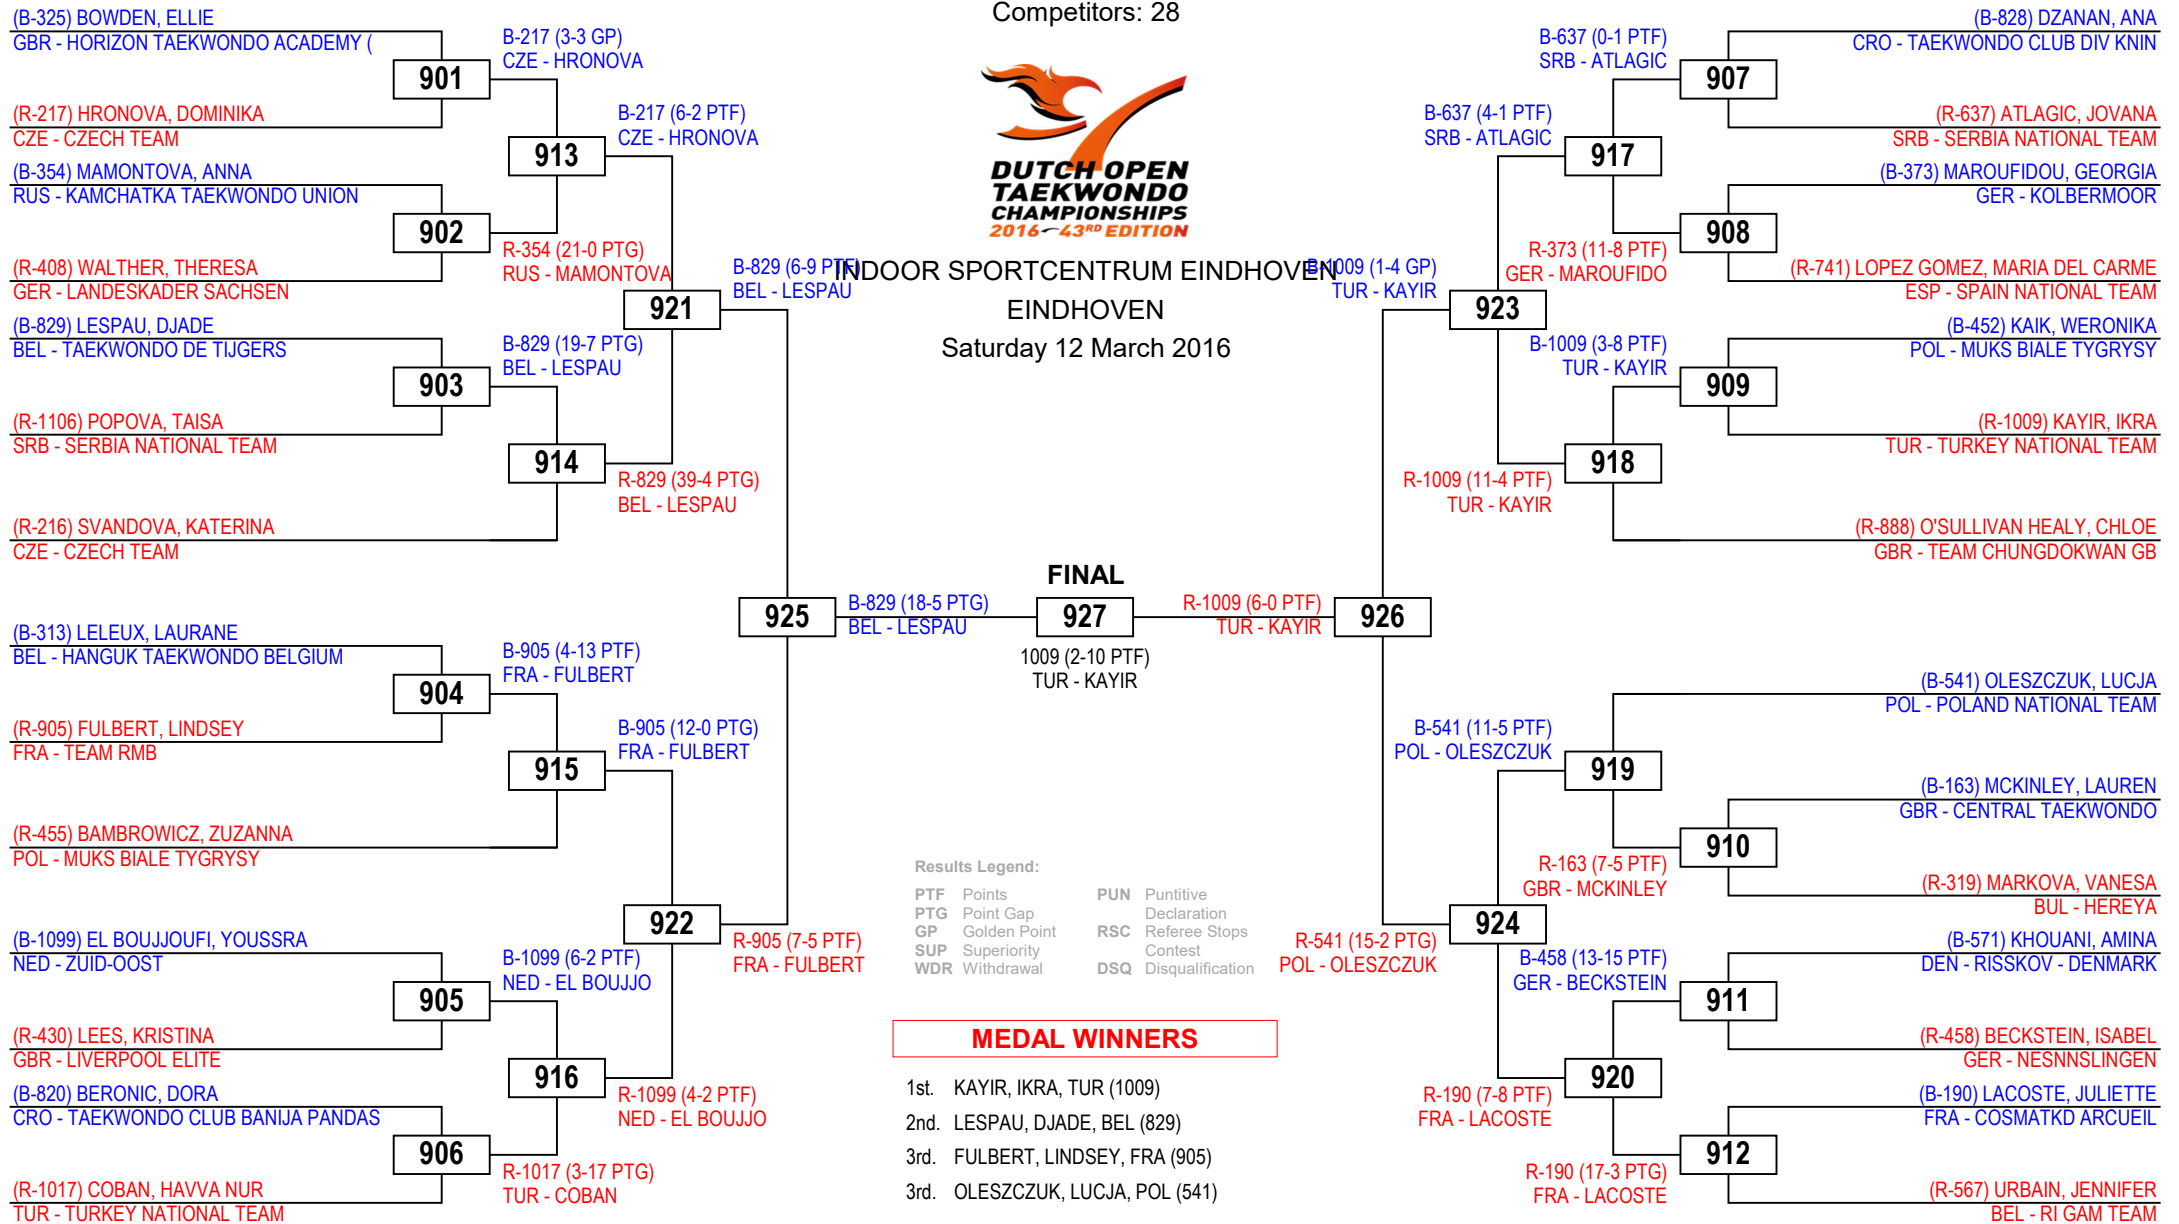 Competitors: 28
DUTCH OPEN
TAEKWONDO
CHAMPIONSHIPS
2016 43RD EDITION
INDOOR SPORTCENTRUM EINDHOVEN
EINDHOVEN
Saturday 12 March 2016
(B-325) BOWDEN, ELLIE
GBR - HORIZON TAEKWONDO ACADEMY (
901
(R-217) HRONOVA, DOMINIKA
CZE - CZECH TEAM
(B-354) MAMONTOVA, ANNA
RUS - KAMCHATKA TAEKWONDO UNION
902
(R-408) WALTHER, THERESA
GER - LANDESKADER SACHSEN
(B-829) LESPAU, DJADE
BEL - TAEKWONDO DE TIJGERS
903
(R-1106) POPOVA, TAISA
SRB - SERBIA NATIONAL TEAM
(R-216) SVANDOVA, KATERINA
CZE - CZECH TEAM
(B-313) LELEUX, LAURANE
BEL - HANGUK TAEKWONDO BELGIUM
904
(R-905) FULBERT, LINDSEY
FRA - TEAM RMB
(R-455) BAMBROWICZ, ZUZANNA
POL - MUKS BIALE TYGRYSY
(B-1099) EL BOUJJOUFI, YOUSSRA
NED - ZUID-OOST
905
(R-430) LEES, KRISTINA
GBR - LIVERPOOL ELITE
(B-820) BERONIC, DORA
CRO - TAEKWONDO CLUB BANIJA PANDAS
906
(R-1017) COBAN, HAVVA NUR
TUR - TURKEY NATIONAL TEAM
B-217 (3-3 GP)
CZE - HRONOVA
913
R-354 (21-0 PTG)
RUS - MAMONTOVA
B-829 (19-7 PTG)
BEL - LESPAU
914
B-905 (4-13 PTF)
FRA - FULBERT
915
B-1099 (6-2 PTF)
NED - EL BOUJJO
916
R-1017 (3-17 PTG)
TUR - COBAN
B-217 (6-2 PTF)
CZE - HRONOVA
921
R-829 (39-4 PTG)
BEL - LESPAU
B-905 (12-0 PTG)
FRA - FULBERT
922
R-1099 (4-2 PTF)
NED - EL BOUJJO
B-829 (6-9 PTF)
BEL - LESPAU
925
R-905 (7-5 PTF)
FRA - FULBERT
B-829 (18-5 PTG)
BEL - LESPAU
FINAL
927
1009 (2-10 PTF)
TUR - KAYIR
R-1009 (6-0 PTF)
TUR - KAYIR
B-1009 (1-4 GP)
TUR - KAYIR
926
R-541 (15-2 PTG)
POL - OLESZCZUK
B-637 (4-1 PTF)
SRB - ATLAGIC
923
R-1009 (11-4 PTF)
TUR - KAYIR
B-541 (11-5 PTF)
POL - OLESZCZUK
924
R-190 (7-8 PTF)
FRA - LACOSTE
B-637 (0-1 PTF)
SRB - ATLAGIC
917
R-373 (11-8 PTF)
GER - MAROUFIDO
B-1009 (3-8 PTF)
TUR - KAYIR
918
919
R-163 (7-5 PTF)
GBR - MCKINLEY
B-458 (13-15 PTF)
GER - BECKSTEIN
920
R-190 (17-3 PTG)
FRA - LACOSTE
(B-828) DZANAN, ANA
CRO - TAEKWONDO CLUB DIV KNIN
907
(R-637) ATLAGIC, JOVANA
SRB - SERBIA NATIONAL TEAM
(B-373) MAROUFIDOU, GEORGIA
GER - KOLBERMOOR
908
(R-741) LOPEZ GOMEZ, MARIA DEL CARME
ESP - SPAIN NATIONAL TEAM
(B-452) KAIK, WERONIKA
POL - MUKS BIALE TYGRYSY
909
(R-1009) KAYIR, IKRA
TUR - TURKEY NATIONAL TEAM
(R-888) O'SULLIVAN HEALY, CHLOE
GBR - TEAM CHUNGDOKWAN GB
(B-541) OLESZCZUK, LUCJA
POL - POLAND NATIONAL TEAM
(B-163) MCKINLEY, LAUREN
GBR - CENTRAL TAEKWONDO
910
(R-319) MARKOVA, VANESA
BUL - HEREYA
(B-571) KHOUANI, AMINA
DEN - RISSKOV - DENMARK
911
(R-458) BECKSTEIN, ISABEL
GER - NESNNSLINGEN
(B-190) LACOSTE, JULIETTE
FRA - COSMATKD ARCUEIL
912
(R-567) URBAIN, JENNIFER
BEL - RI GAM TEAM
Results Legend:
PTF Points
PTG Point Gap
GP Golden Point
SUP Superiority
WDR Withdrawal
PUN Puntitive
Declaration
RSC Referee Stops
Contest
DSQ Disqualification
MEDAL WINNERS
1st. KAYIR, IKRA, TUR (1009)
2nd. LESPAU, DJADE, BEL (829)
3rd. FULBERT, LINDSEY, FRA (905)
3rd. OLESZCZUK, LUCJA, POL (541)